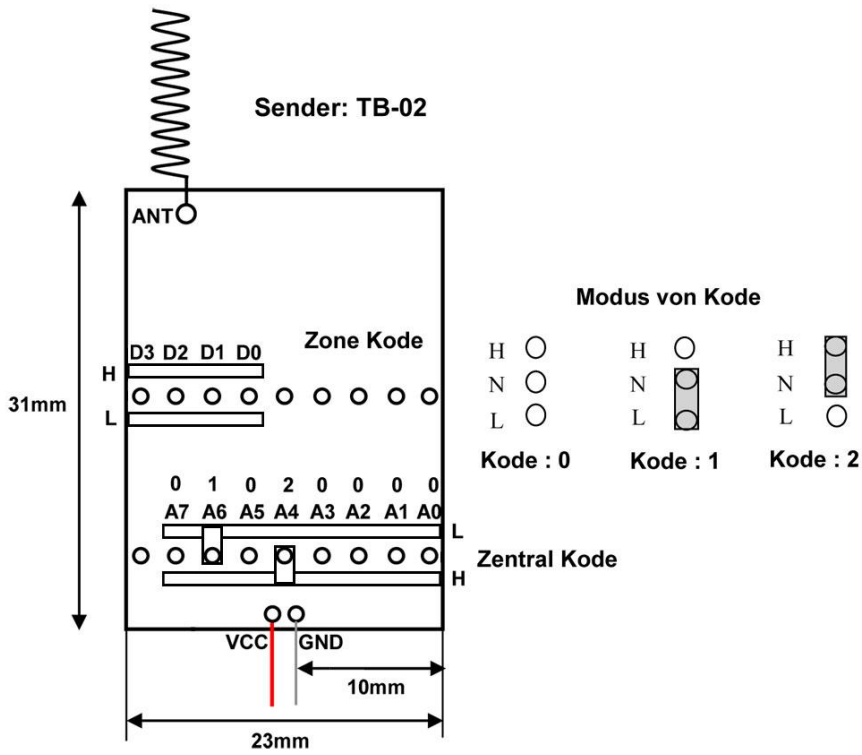 Sender: TB-02
ANT
Zone Kode
D3 D2 D1 D0
H
L
31mm
0 1 0 2 0 0 0 0
A7 A6 A5 A4 A3 A2 A1 A0
L
Zentral Kode
H
VCC GND
10mm
23mm
Modus von Kode
H H H
N N N
L L L
Kode : 0 Kode : 1 Kode : 2